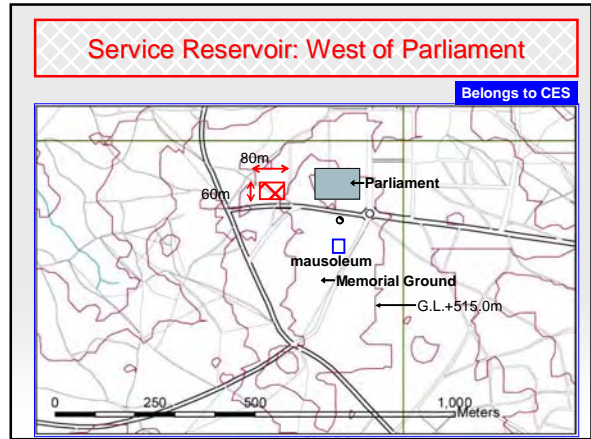 Service Reservoir: West of Parliament
Belongs to CES
80m
60m
Parliament
mausoleum
Memorial Ground
G.L.+515.0m
0 250 500 1,000
Meters